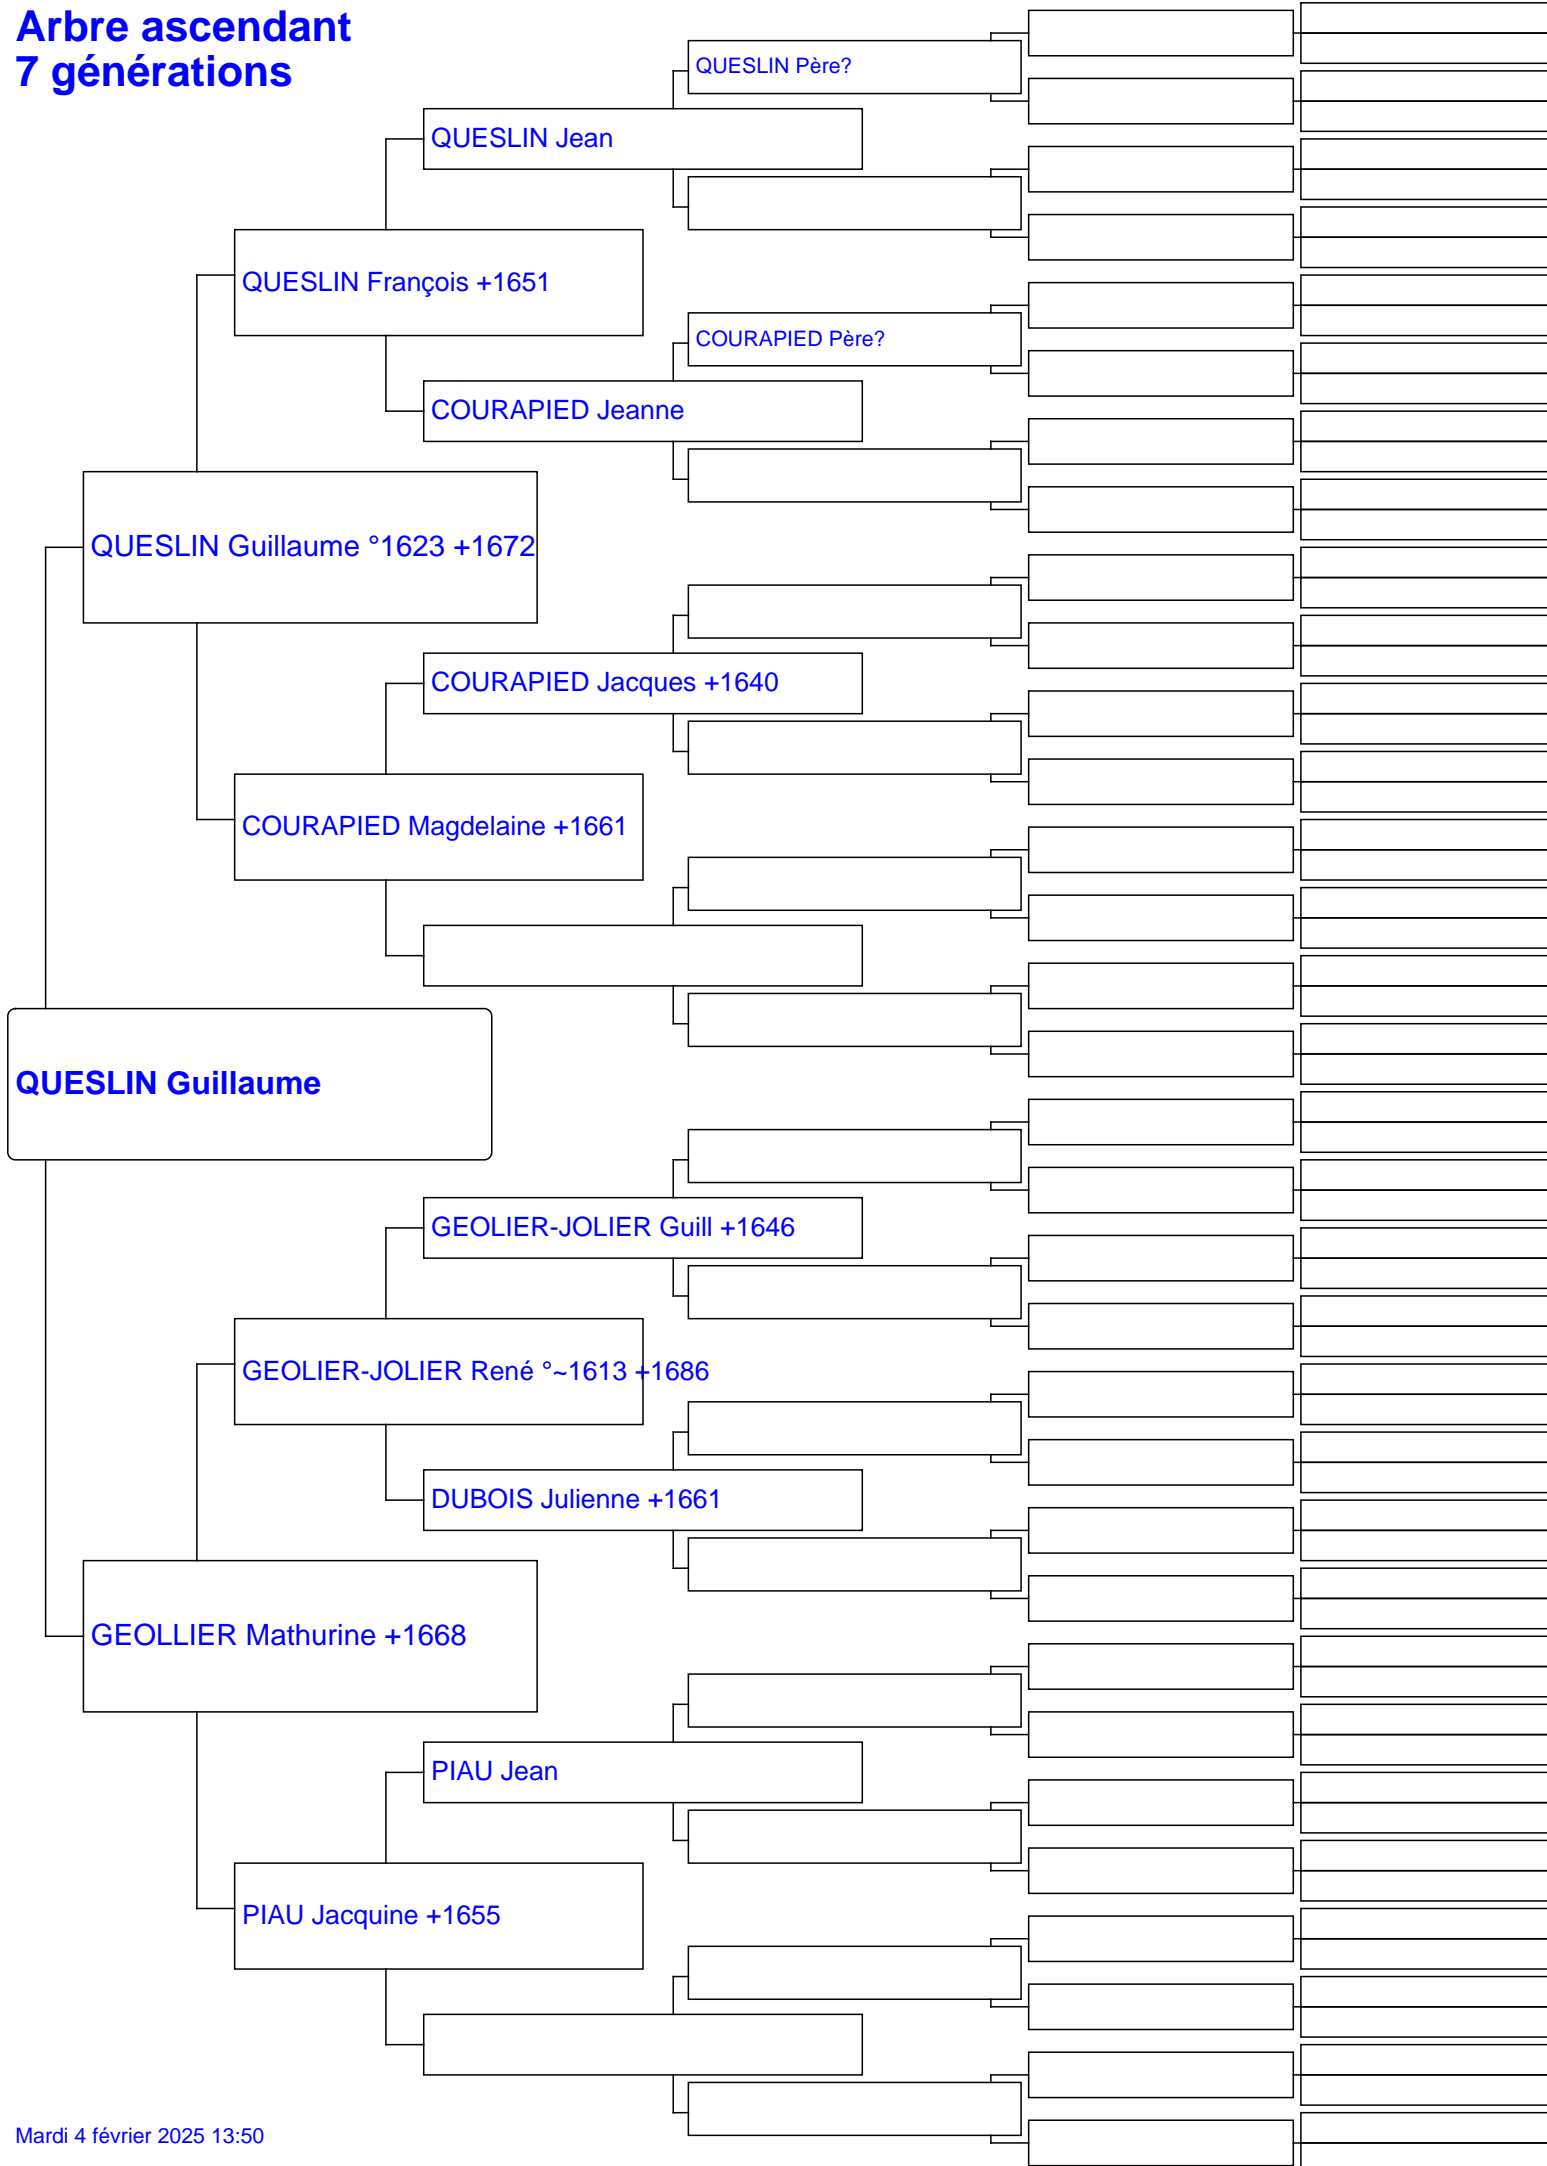 Arbre ascendant
7 générations
QUESLIN Père?
QUESLIN Jean
QUESLIN François +1651
COURAPIED Père?
COURAPIED Jeanne
QUESLIN Guillaume °1623 +1672
COURAPIED Jacques +1640
COURAPIED Magdelaine +1661
QUESLIN Guillaume
GEOLIER-JOLIER Guill +1646
GEOLIER-JOLIER René °~1613 +1686
DUBOIS Julienne +1661
GEOLLIER Mathurine +1668
PIAU Jean
PIAU Jacquine +1655
Mardi 4 février 2025 13:50